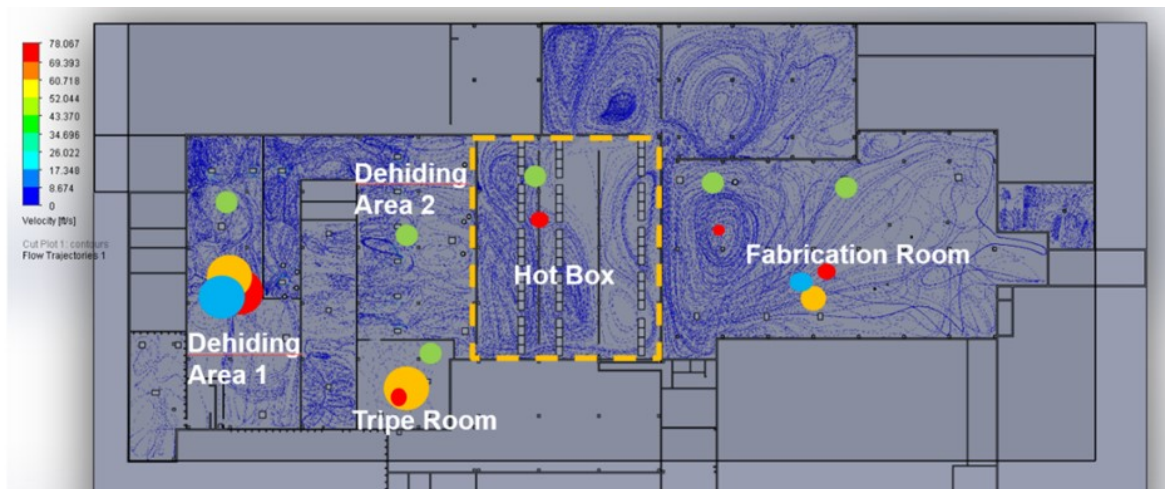 78.067
69.393
60.718
52.044
43.370
34.696
26.022
17.348
8.674
0
Velocity [ft/s]
Cut Plot 1: contours
Flow Trajectories 1
Dehiding
Area 2
Hot Box
Fabrication Room
Dehiding
Area 1
Tripe Room